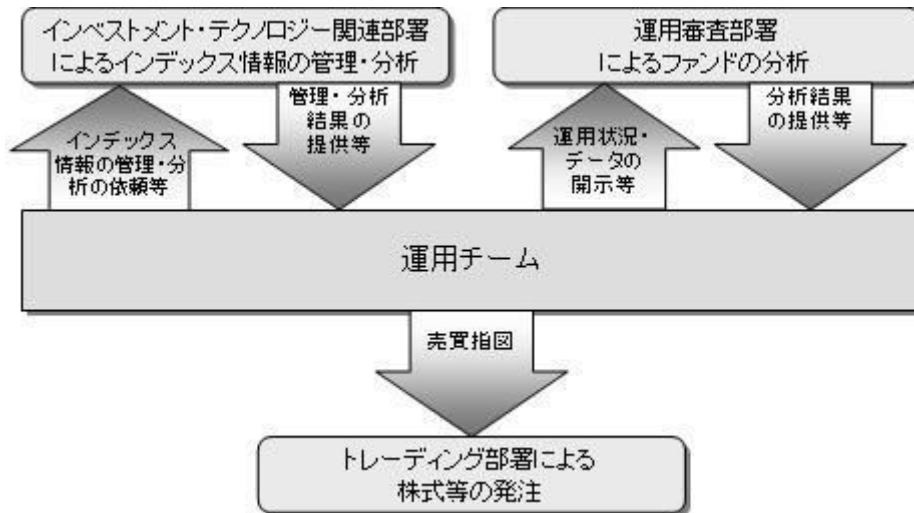 インベストメント・テクノロジー関連部署
によるインデックス情報の管理・分析
運用審査部署
によるファンドの分析
インデックス
情報の管理・分
析の依頼等
管理・分析
結果の
提供等
運用状況・
データの
開示等
分析結果
の提供等
運用チーム
売買指図
トレーディング部署による
株式等の発注